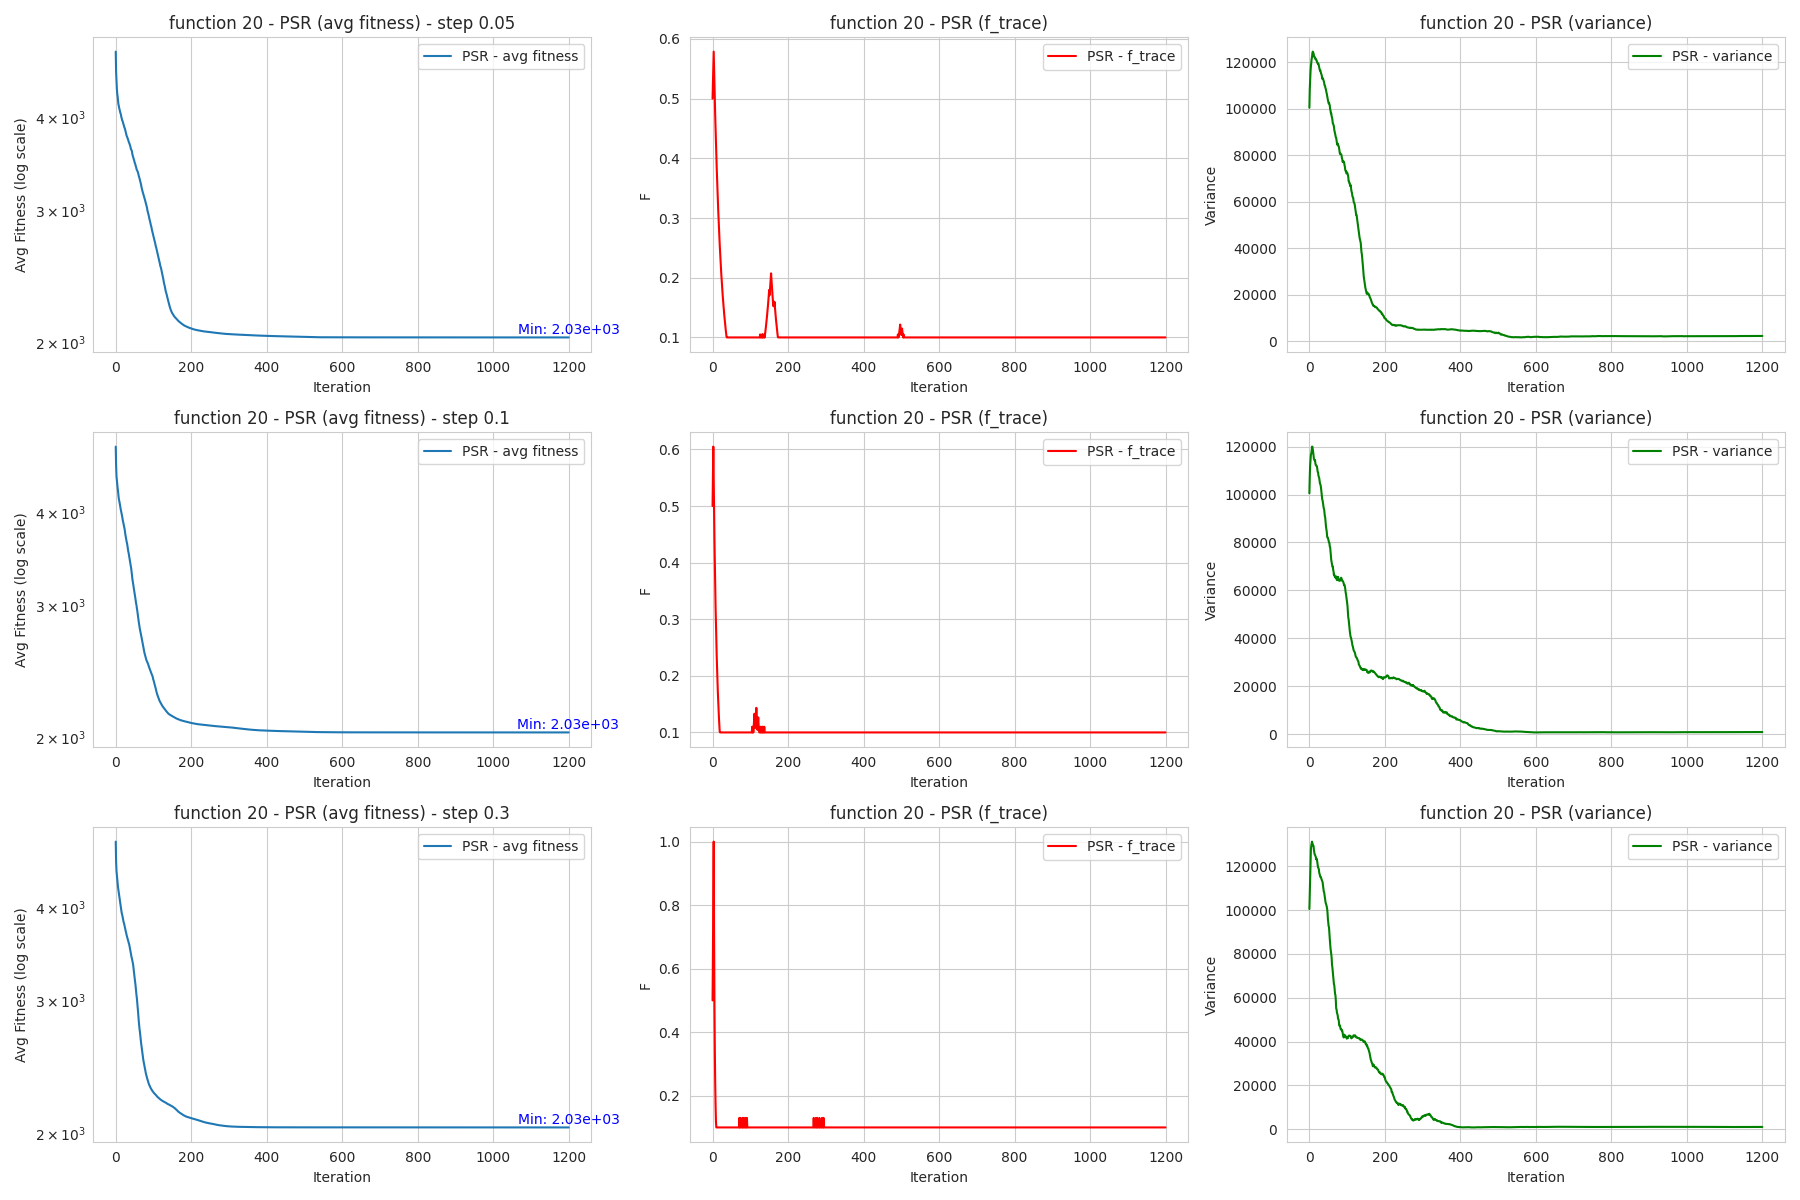 function 20 - PSR (avg fitness) - step 0.05
PSR - avg fitness
Avg Fitness (log scale)
4 × 10³
3 × 10³
2 × 10³
Min: 2.03e+03
0 200 400 600 800 1000 1200
Iteration
function 20 - PSR (f_trace)
PSR - f_trace
F
0.6
0.5
0.4
0.3
0.2
0.1
0 200 400 600 800 1000 1200
Iteration
function 20 - PSR (variance)
PSR - variance
Variance
120000
100000
80000
60000
40000
20000
0
0 200 400 600 800 1000 1200
Iteration
function 20 - PSR (avg fitness) - step 0.1
PSR - avg fitness
Avg Fitness (log scale)
4 × 10³
3 × 10³
2 × 10³
Min: 2.03e+03
0 200 400 600 800 1000 1200
Iteration
function 20 - PSR (f_trace)
PSR - f_trace
F
0.6
0.5
0.4
0.3
0.2
0.1
0 200 400 600 800 1000 1200
Iteration
function 20 - PSR (variance)
PSR - variance
Variance
120000
100000
80000
60000
40000
20000
0
0 200 400 600 800 1000 1200
Iteration
function 20 - PSR (avg fitness) - step 0.3
PSR - avg fitness
Avg Fitness (log scale)
4 × 10³
3 × 10³
2 × 10³
Min: 2.03e+03
0 200 400 600 800 1000 1200
Iteration
function 20 - PSR (f_trace)
PSR - f_trace
F
1.0
0.8
0.6
0.4
0.2
0 200 400 600 800 1000 1200
Iteration
function 20 - PSR (variance)
PSR - variance
Variance
120000
100000
80000
60000
40000
20000
0
0 200 400 600 800 1000 1200
Iteration